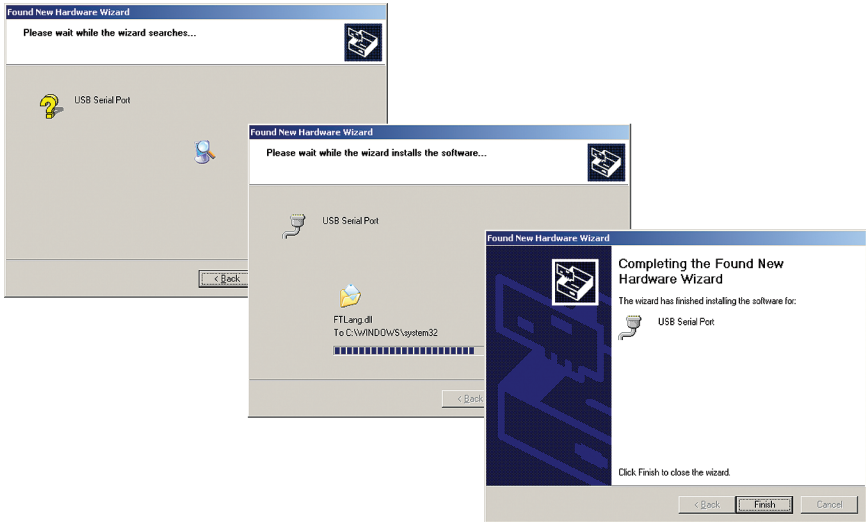 Found New Hardware Wizard
Please wait while the wizard searches...
USB Serial Port
< Back
Found New Hardware Wizard
Please wait while the wizard installs the software...
USB Serial Port
FTLang.dll
To C:\WINDOWS\system32
< Back
Found New Hardware Wizard
Completing the Found New
Hardware Wizard
The wizard has finished installing the software for:
USB Serial Port
Click Finish to close the wizard.
< Back
Finish
Cancel